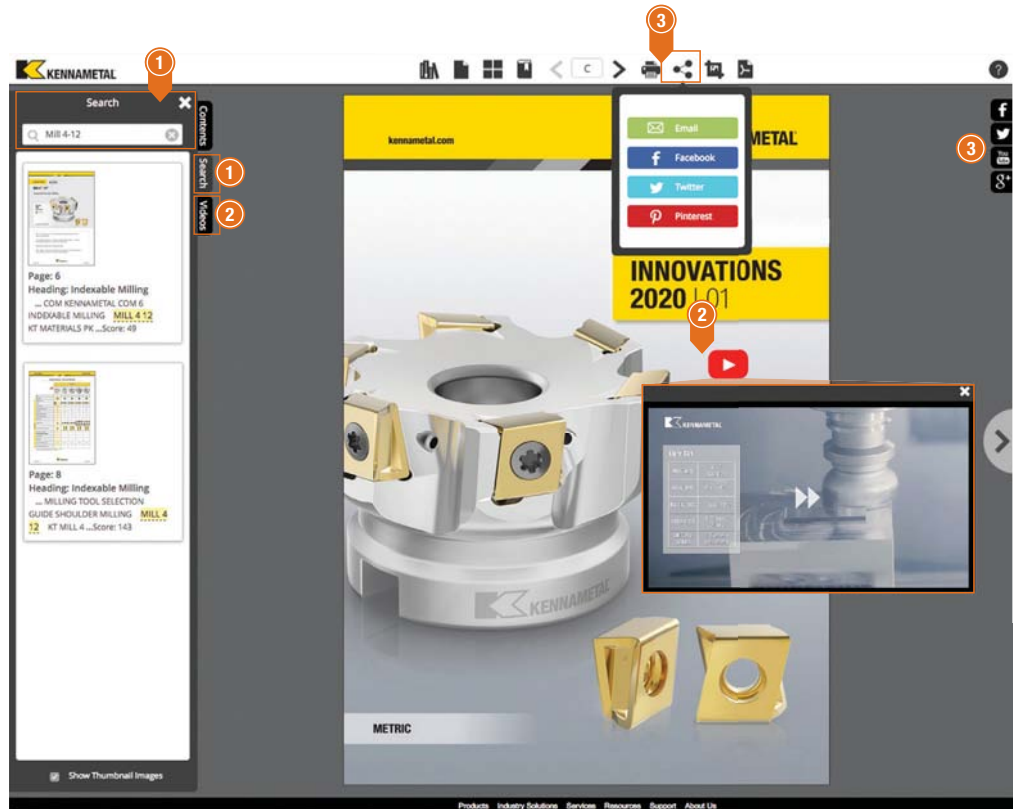 3
1
KENNAMETAL
C
?
Search
Mill 4-12
Contents
Search
1
Videos
2
Page: 6
Heading: Indexable Milling
... COM KENNAMETAL COM 6
INDEXABLE MILLING MILL 4 12
KT MATERIALS PK ...Score: 49
Page: 8
Heading: Indexable Milling
... MILLING TOOL SELECTION
GUIDE SHOULDER MILLING MILL 4
12 KT MILL 4 ...Score: 143
Show Thumbnail Images
kennametal.com
METAL
Email
Facebook
Twitter
Pinterest
3
You
Tube
g+
INNOVATIONS
2020 | 01
2
KENNAMETAL
KENNAMETAL
METRIC
Products Industry Solutions Services Resources Support About Us